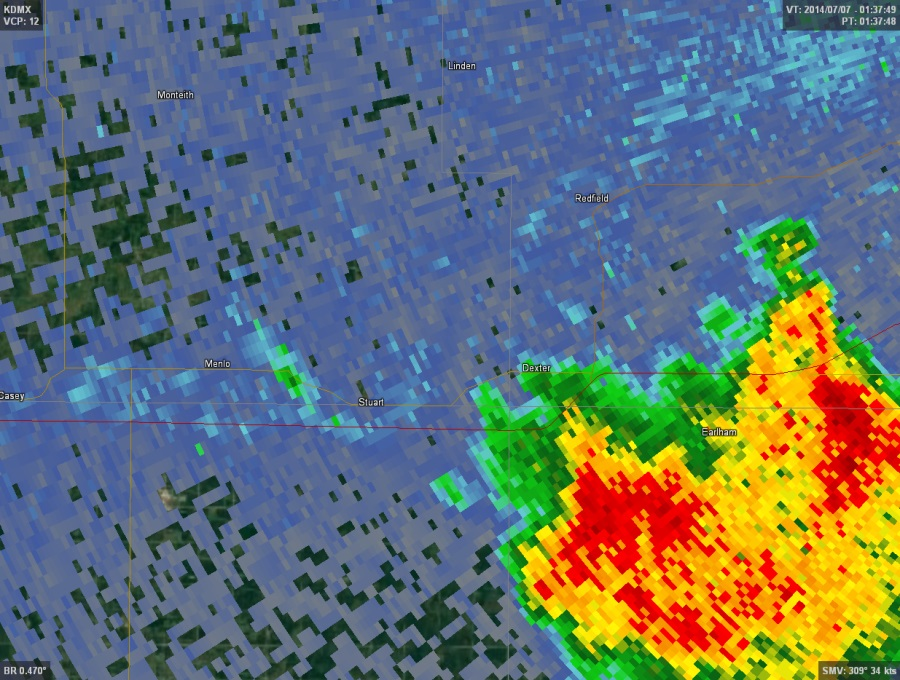 KDMX
VCP: 12
VT: 2014/07/07 - 01:37:49
PT: 01:37:48
Linden
Monteith
Redfield
Menlo
Dexter
Casey
Stuart
Earlham
BR 0.470°
SMV: 309° 34 kts